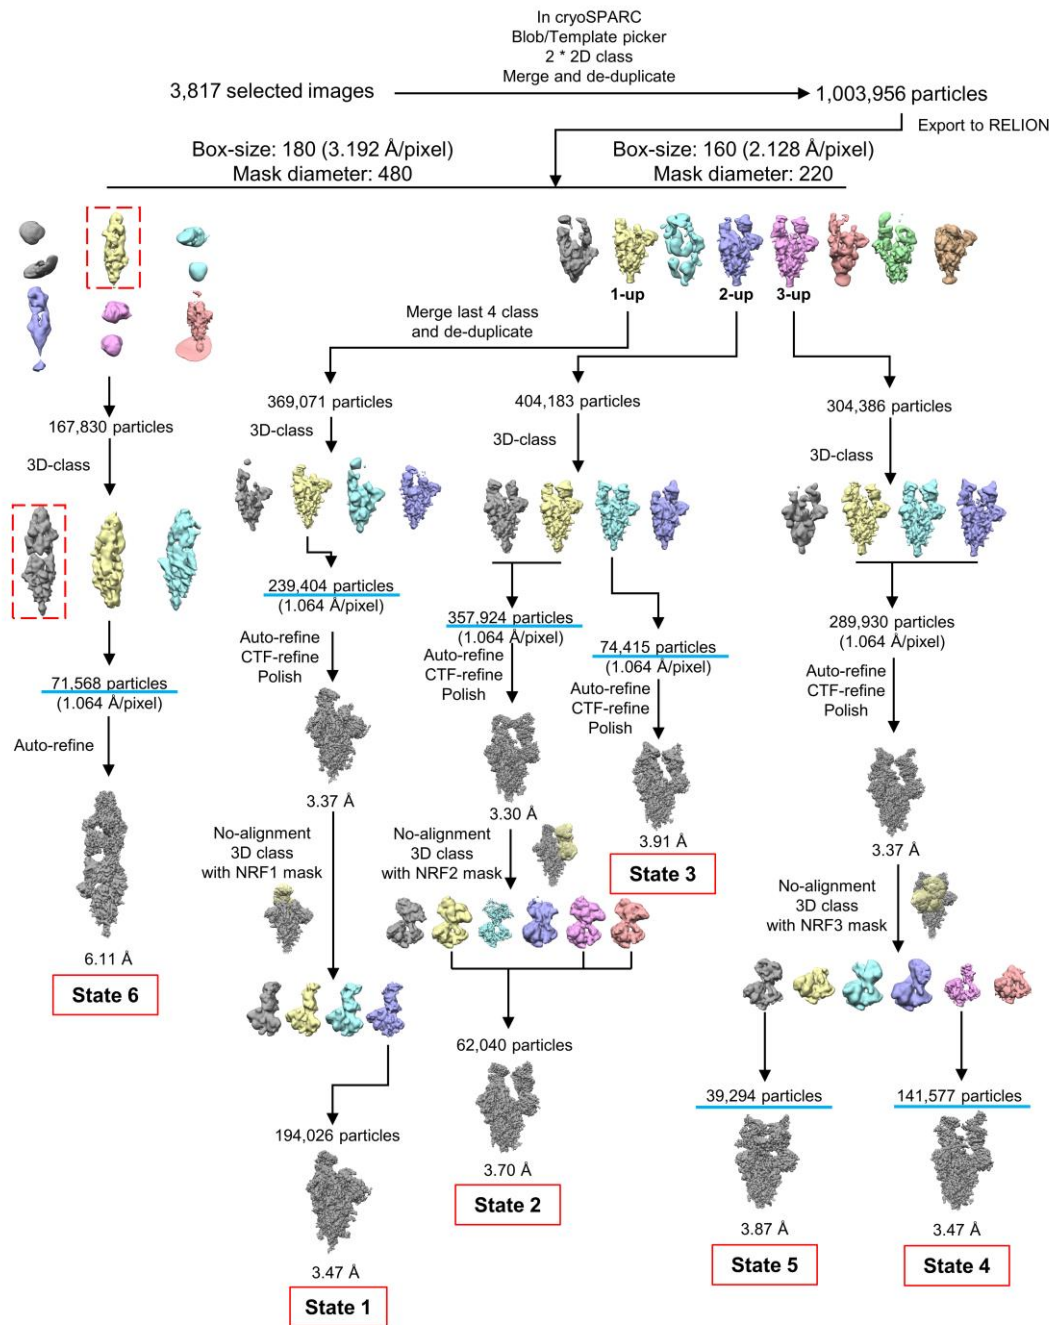 In cryoSPARC
Blob/Template picker
2 * 2D class
Merge and de-duplicate
3,817 selected images
1,003,956 particles
Export to RELION
Box-size: 180 (3.192 Å/pixel)
Mask diameter: 480
Box-size: 160 (2.128 Å/pixel)
Mask diameter: 220
1-up
2-up
3-up
Merge last 4 class
and de-duplicate
167,830 particles
3D-class
369,071 particles
3D-class
404,183 particles
3D-class
304,386 particles
3D-class
71,568 particles
(1.064 Å/pixel)
Auto-refine
6.11 Å
State 6
239,404 particles
(1.064 Å/pixel)
Auto-refine
CTF-refine
Polish
3.37 Å
No-alignment
3D class
with NRF1 mask
194,026 particles
3.47 Å
State 1
357,924 particles
(1.064 Å/pixel)
Auto-refine
CTF-refine
Polish
3.30 Å
No-alignment
3D class
with NRF2 mask
62,040 particles
3.70 Å
State 2
74,415 particles
(1.064 Å/pixel)
Auto-refine
CTF-refine
Polish
3.91 Å
State 3
289,930 particles
(1.064 Å/pixel)
Auto-refine
CTF-refine
Polish
3.37 Å
No-alignment
3D class
with NRF3 mask
39,294 particles
3.87 Å
State 5
141,577 particles
3.47 Å
State 4